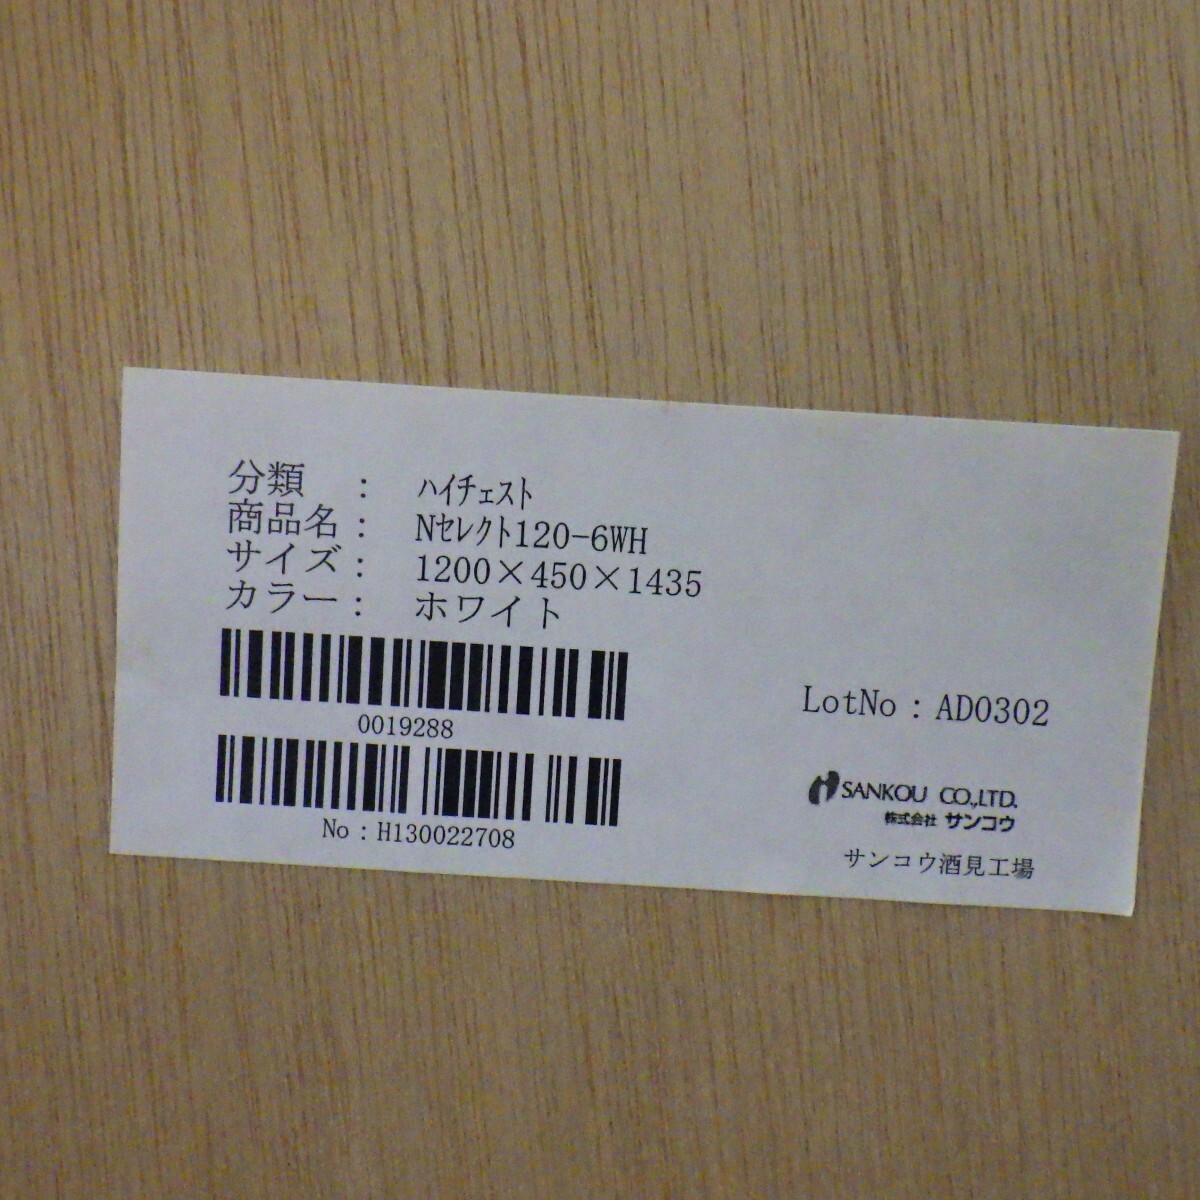 分類　：　ﾊｲﾁｪｽﾄ
商品名：　Nｾﾚｸﾄ120-6WH
サイズ：　1200×450×1435
カラー：　ホワイト
0019288
No：H130022708
LotNo：AD0302
SANKOU CO.,LTD.
株式会社 サンコウ
サンコウ酒見工場